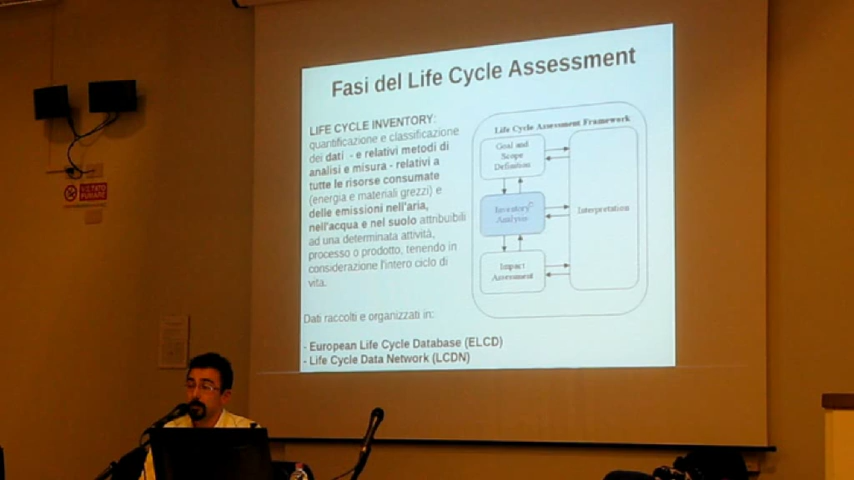 Fasi del Life Cycle Assessment
LIFE CYCLE INVENTORY:
quantificazione e classificazione
dei dati - e relativi metodi di
analisi e misura - relativi a
tutte le risorse consumate
(energia e materiali grezzi) e
delle emissioni nell'aria,
nell'acqua e nel suolo attribuibili
ad una determinata attività,
processo o prodotto, tenendo in
considerazione l'intero ciclo di
vita.
Dati raccolti e organizzati in:
- European Life Cycle Database (ELCD)
- Life Cycle Data Network (LCDN)
Life Cycle Assessment Framework
Goal and
Scope
Definition
Inventory
Analysis
Interpretation
Impact
Assessment
VIETATO
FUMARE